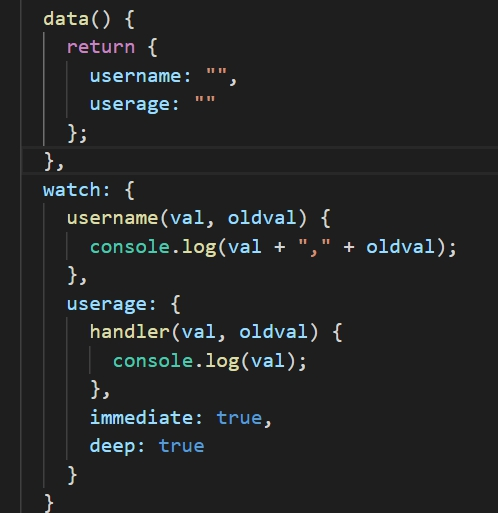 data() {
return {
username: "",
userage: ""
};
},
watch: {
username(val, oldval) {
console.log(val + "," + oldval);
},
userage: {
handler(val, oldval) {
console.log(val);
},
immediate: true,
deep: true
}
}